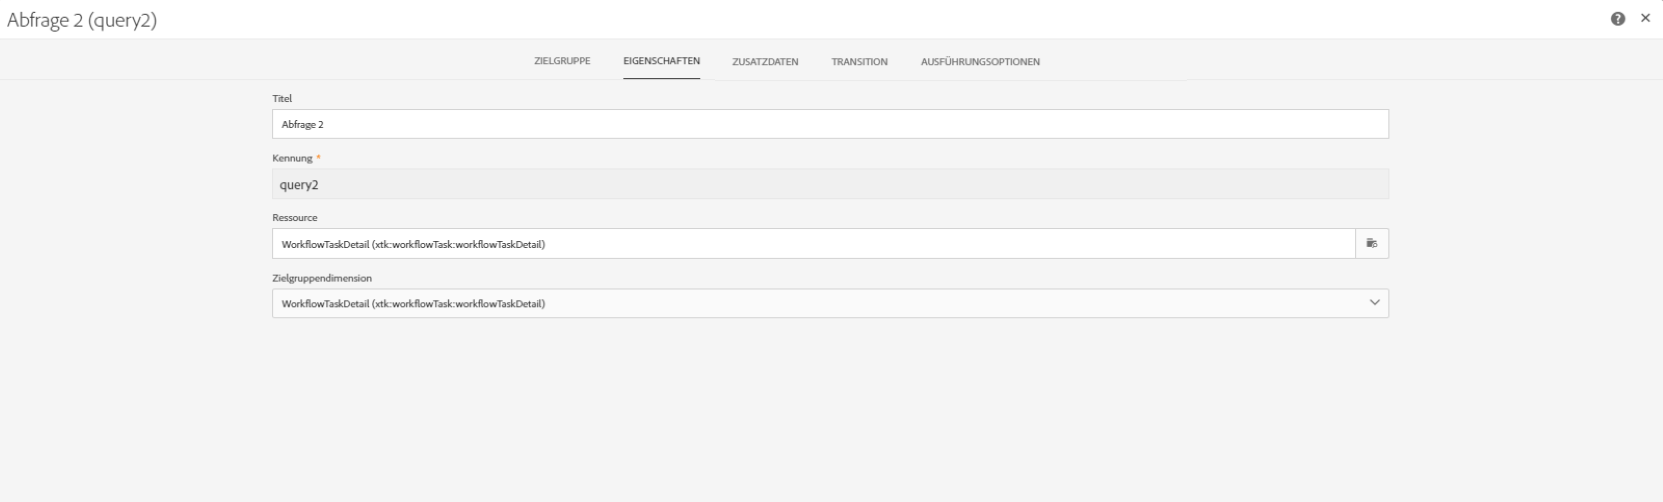 Abfrage 2 (query2)
ZIELGRUPPE EIGENSCHAFTEN ZUSATZDATEN TRANSITION AUSFÜHRUNGSOPTIONEN
Titel
Abfrage 2
Kennung *
query2
Ressource
WorkflowTaskDetail (xtk:workflowTask:workflowTaskDetail)
Zielgruppendimension
WorkflowTaskDetail (xtk:workflowTask:workflowTaskDetail)